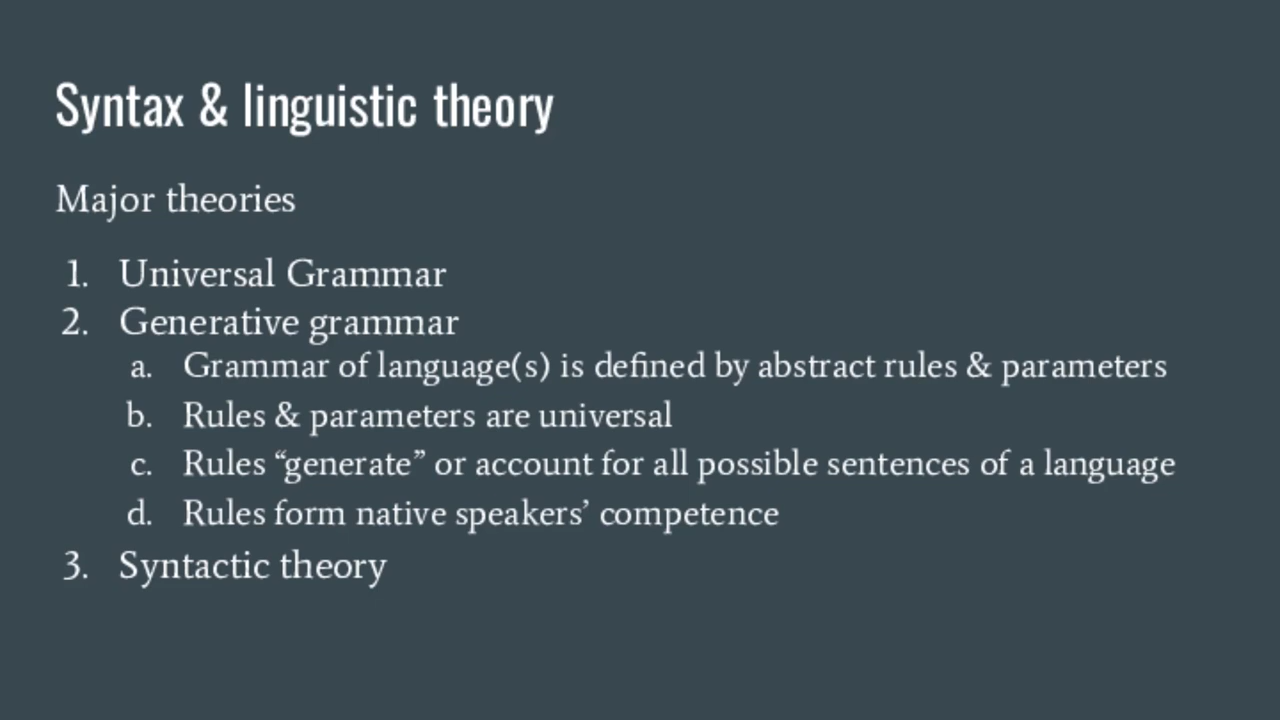 Syntax & linguistic theory
Major theories
1. Universal Grammar
2. Generative grammar
a. Grammar of language(s) is defined by abstract rules & parameters
b. Rules & parameters are universal
c. Rules “generate” or account for all possible sentences of a language
d. Rules form native speakers’ competence
3. Syntactic theory